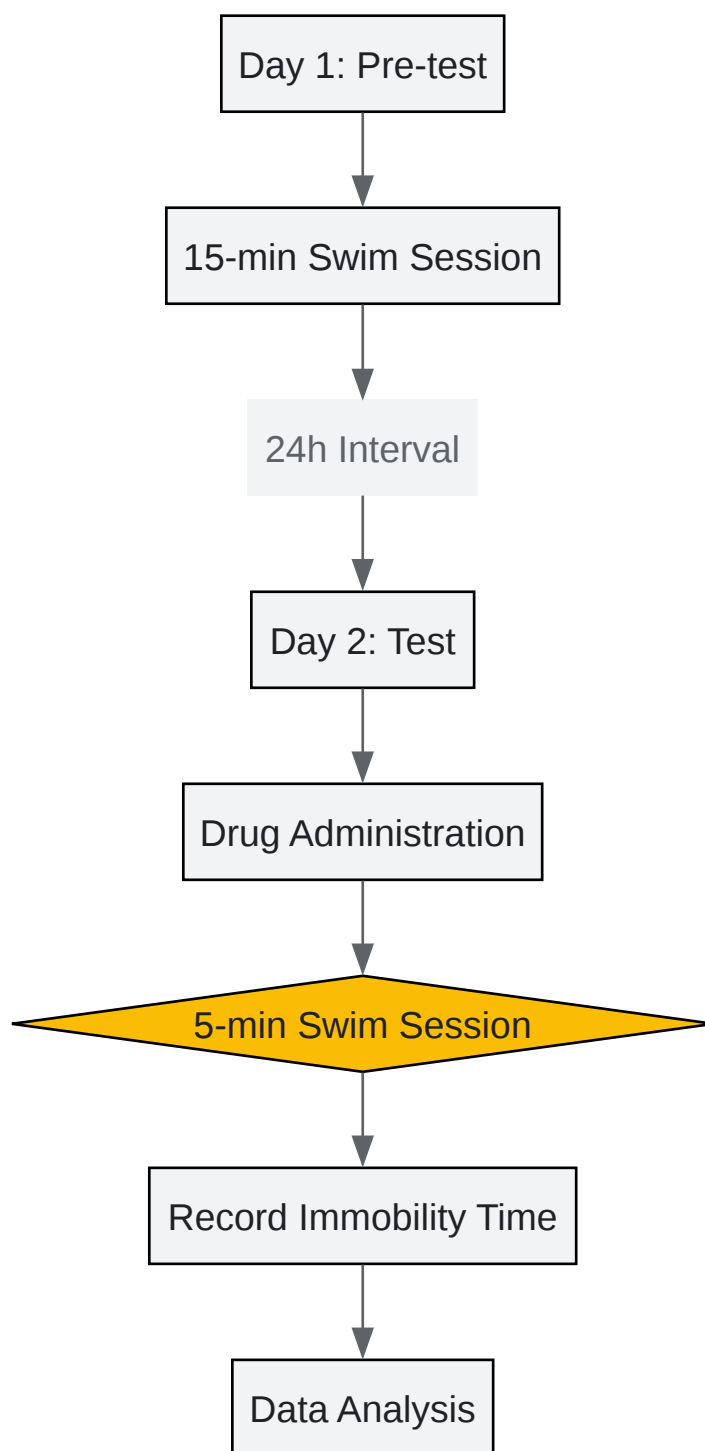 Day 1: Pre-test
15-min Swim Session
24h Interval
Day 2: Test
Drug Administration
5-min Swim Session
Record Immobility Time
Data Analysis